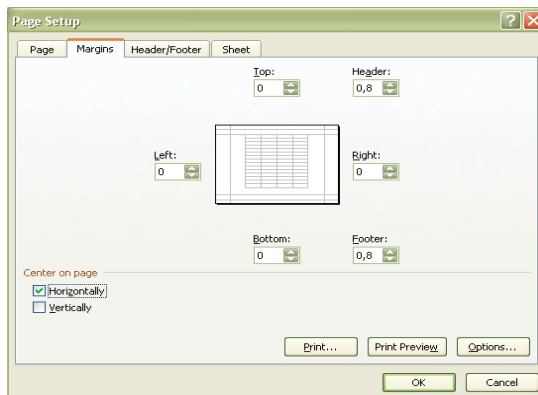 Page Setup
Page Margins Header/Footer Sheet
Top: Header:
0 0,8
Left: Right:
0 0
Bottom: Footer:
0 0,8
Center on page
Horizontally
Vertically
Print... Print Preview Options...
OK Cancel